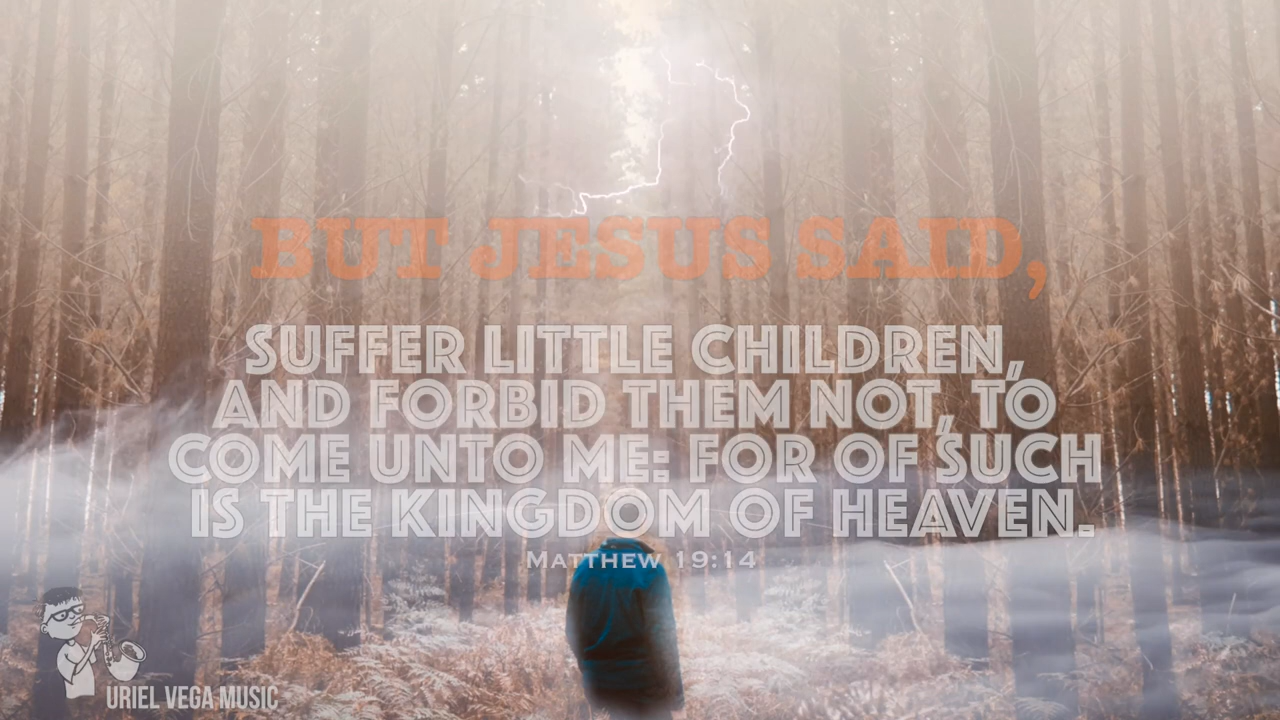 BUT JESUS SAID,
SUFFER LITTLE CHILDREN,
AND FORBID THEM NOT, TO
COME UNTO ME: FOR OF SUCH
IS THE KINGDOM OF HEAVEN.
MATTHEW 19:14
URIEL VEGA MUSIC